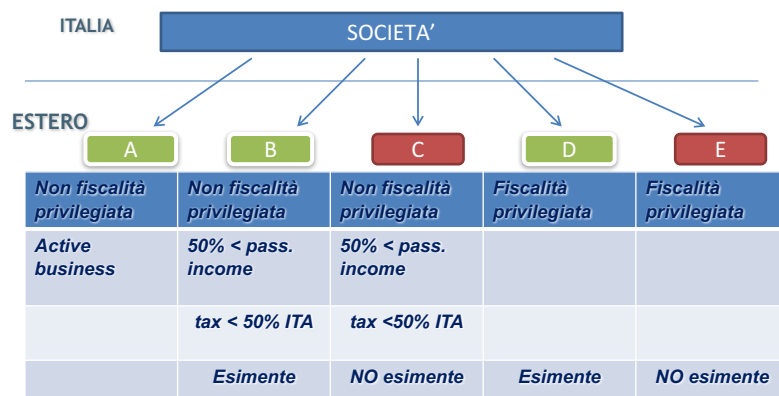 ITALIA
SOCIETA’
ESTERO
A B C D E
Non fiscalità Non fiscalità Non fiscalità Fiscalità Fiscalità
privilegiata privilegiata privilegiata privilegiata privilegiata
Active 50% < pass. 50% < pass.
business income income
tax < 50% ITA tax <50% ITA
Esimente NO esimente Esimente NO esimente